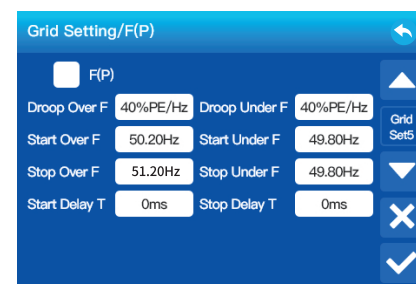 Grid Setting/F(P)
F(P)
Droop Over F 40%PE/Hz Droop Under F 40%PE/Hz
Start Over F 50.20Hz Start Under F 49.80Hz
Stop Over F 51.20Hz Stop Under F 49.80Hz
Start Delay T 0ms Stop Delay T 0ms
Grid
Set5